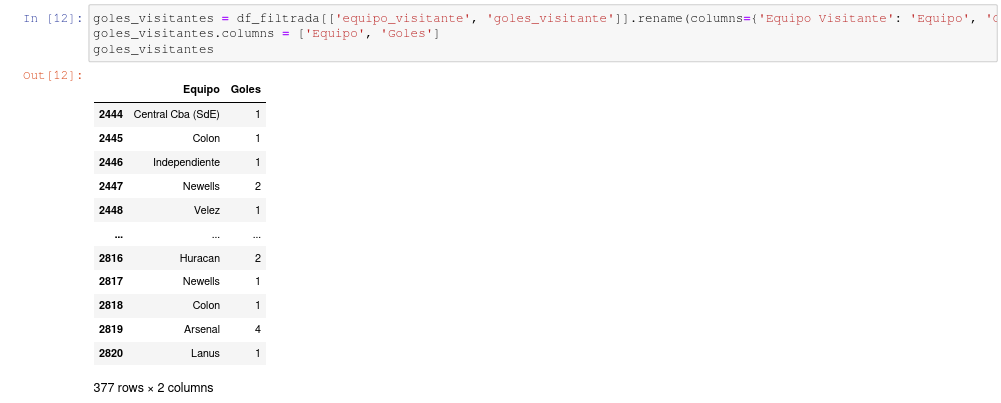 In [12]: goles_visitantes = df_filtrada[['equipo_visitante', 'goles_visitante']].rename(columns={'Equipo Visitante': 'Equipo', '
goles_visitantes.columns = ['Equipo', 'Goles']
goles_visitantes
Out[12]:
Equipo Goles
2444 Central Cba (SdE) 1
2445 Colon 1
2446 Independiente 1
2447 Newells 2
2448 Velez 1
... ... ...
2816 Huracan 2
2817 Newells 1
2818 Colon 1
2819 Arsenal 4
2820 Lanus 1
377 rows × 2 columns